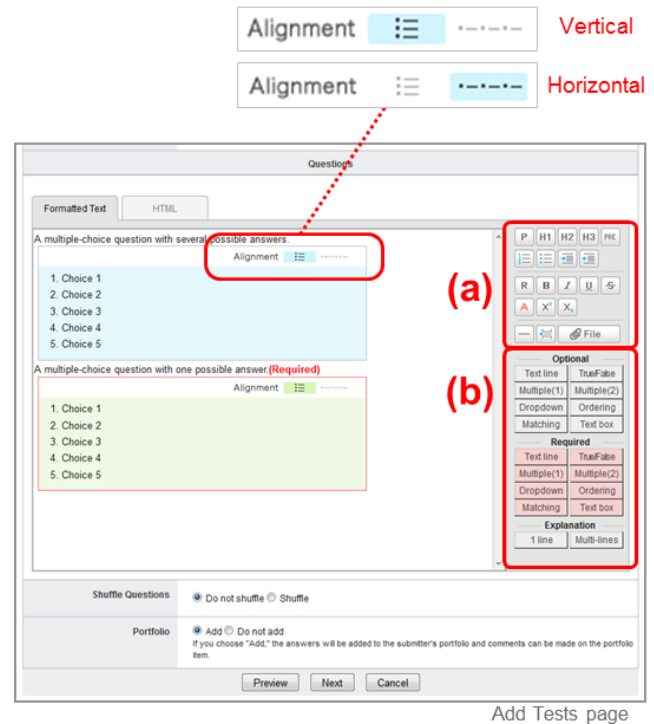 Alignment Vertical
Alignment Horizontal
Questions
Formatted Text HTML
A multiple-choice question with several possible answers.
Alignment
1. Choice 1
2. Choice 2
3. Choice 3
4. Choice 4
5. Choice 5
A multiple-choice question with one possible answer.(Required)
Alignment
1. Choice 1
2. Choice 2
3. Choice 3
4. Choice 4
5. Choice 5
(a)
P H1 H2 H3 PRE
R B I U S
A X² X₂
File
(b)
Optional
Text line True/False
Multiple(1) Multiple(2)
Dropdown Ordering
Matching Text box
Required
Text line True/False
Multiple(1) Multiple(2)
Dropdown Ordering
Matching Text box
Explanation
1 line Multi-lines
Shuffle Questions Do not shuffle Shuffle
Portfolio Add Do not add
If you choose "Add," the answers will be added to the submitter's portfolio and comments can be made on the portfolio
item.
Preview Next Cancel
Add Tests page